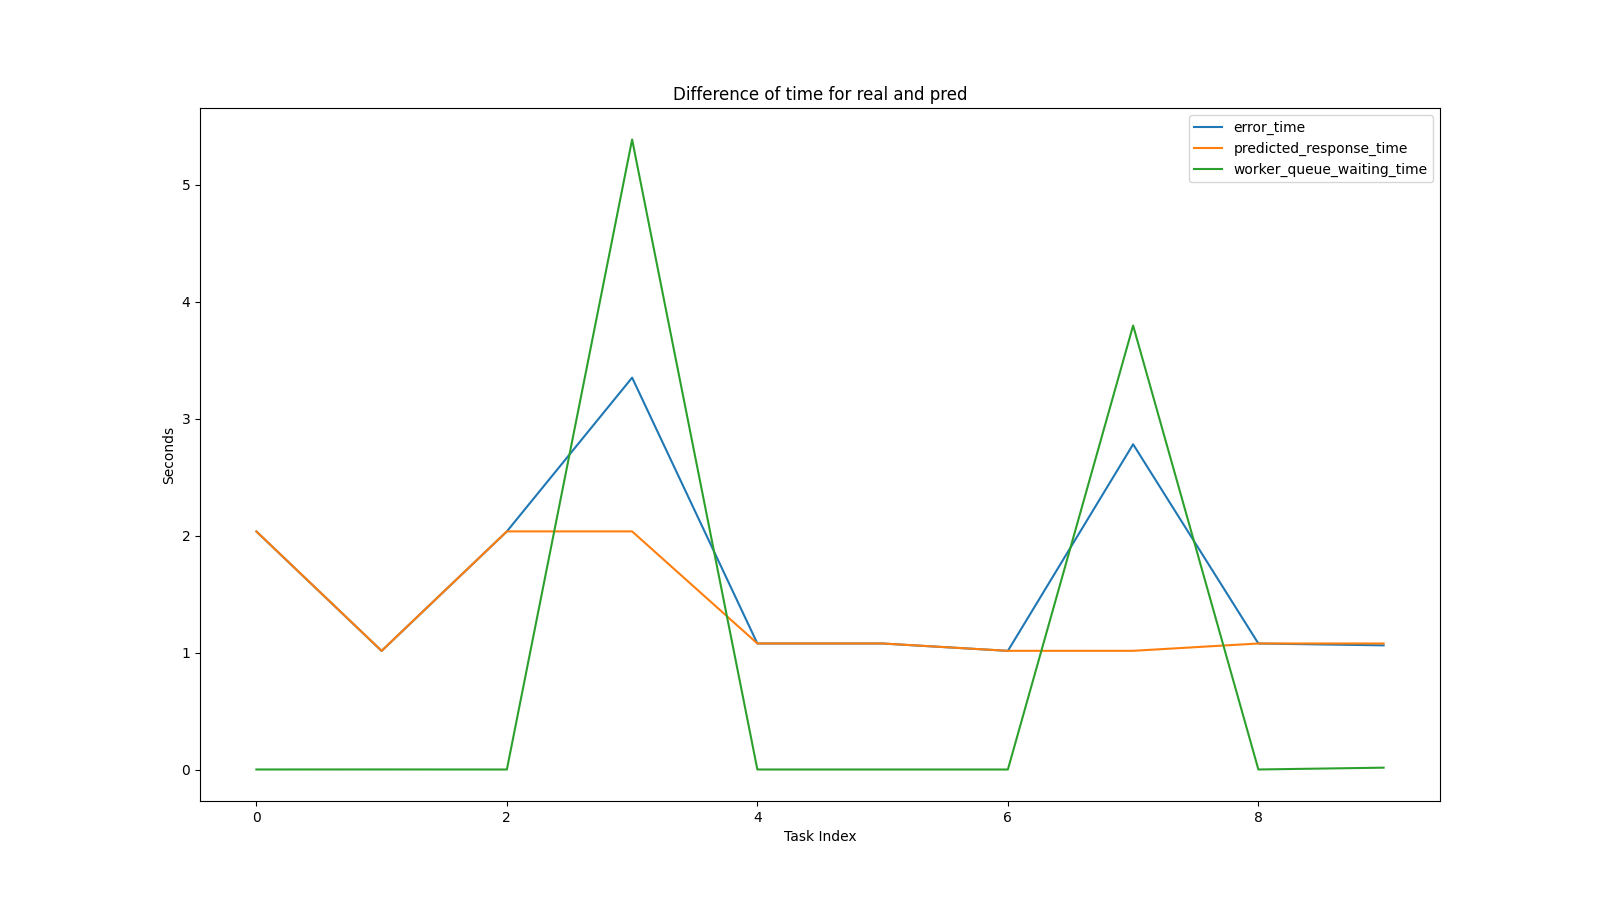 Difference of time for real and pred
error_time
predicted_response_time
worker_queue_waiting_time
5
4
3
2
1
0
Seconds
0 2 4 6 8
Task Index